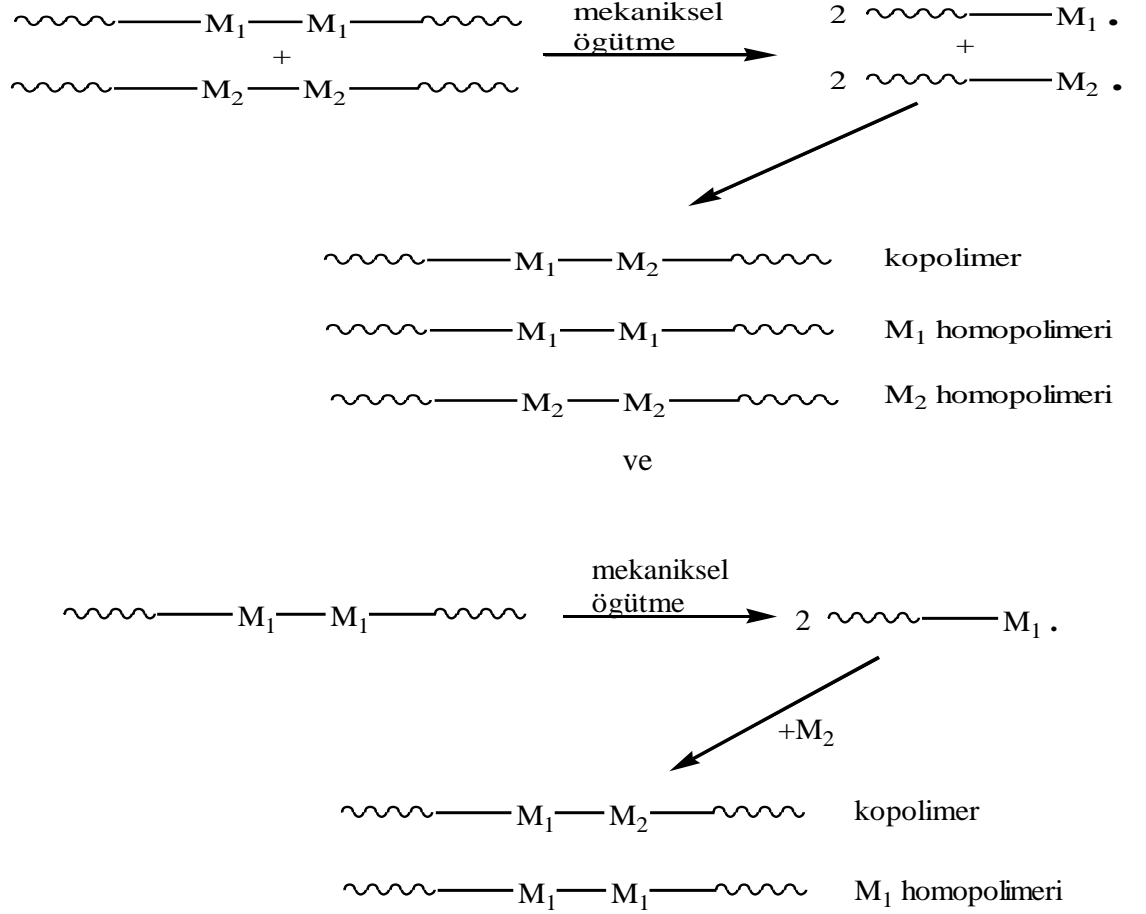 M₁ M₁ mekaniksel ögütme 2 M₁ •
+ +
M₂ M₂ 2 M₂ •
M₁ M₂ kopolimer
M₁ M₁ M₁ homopolimeri
M₂ M₂ M₂ homopolimeri
ve
mekaniksel
ögütme
M₁ M₁ 2 M₁ •
+M₂
M₁ M₂ kopolimer
M₁ M₁ M₁ homopolimeri